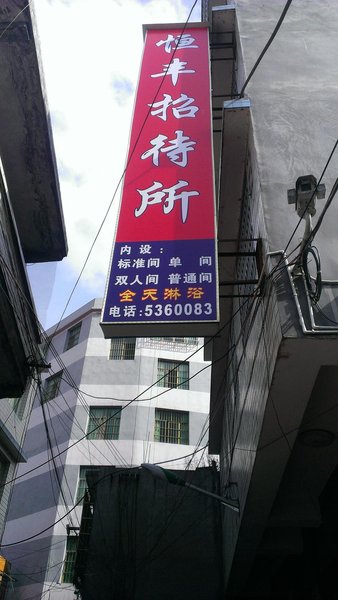 恒丰招待所
内设：
标准间 单间
双人间 普通间
全天淋浴
电话:5360083